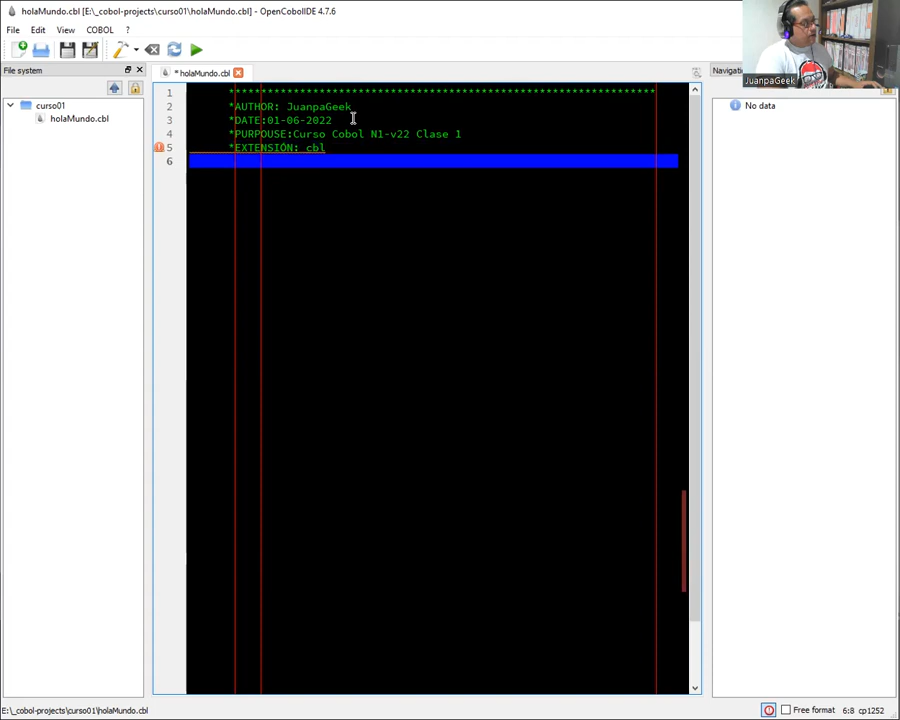 holaMundo.cbl [E:\_cobol-projects\curso01\holaMundo.cbl] - OpenCobolIDE 4.7.6
File Edit View COBOL ?
File system
* holaMundo.cbl
Navigati
JuanpaGeek
curso01
holaMundo.cbl
No data
1 *******************************************************************
2 *AUTHOR: JuanpaGeek
3 *DATE:01-06-2022
4 *PURPOUSE:Curso Cobol N1-v22 Clase 1
5 *EXTENSIÓN: cbl
6
E:\_cobol-projects\curso01\holaMundo.cbl
Free format 6:8 cp1252